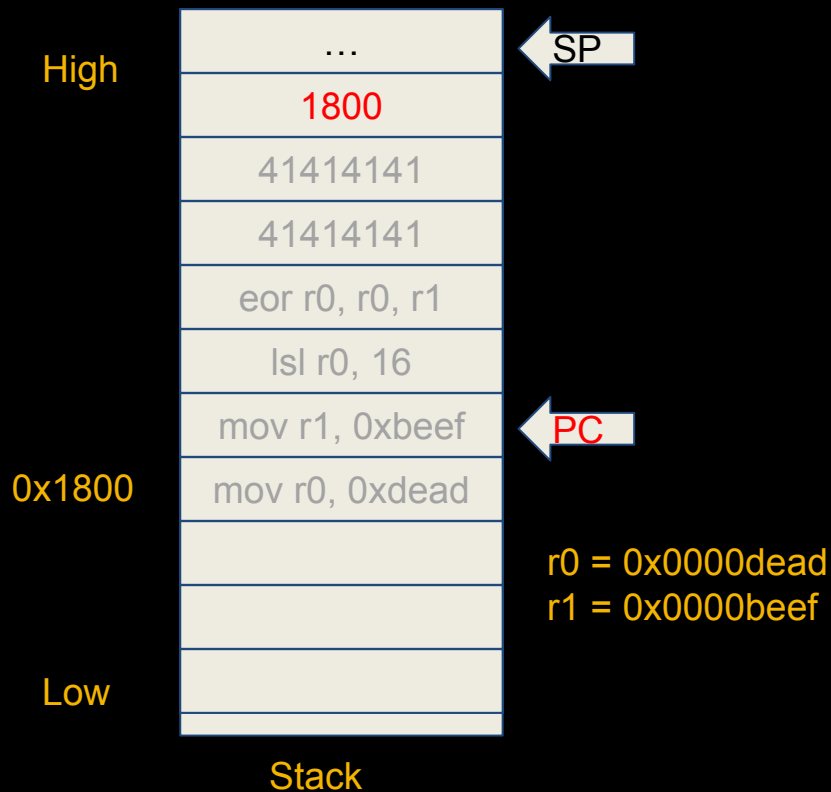 …
SP
High
1800
41414141
41414141
eor r0, r0, r1
lsl r0, 16
mov r1, 0xbeef
PC
0x1800
mov r0, 0xdead
r0 = 0x0000dead
r1 = 0x0000beef
Low
Stack